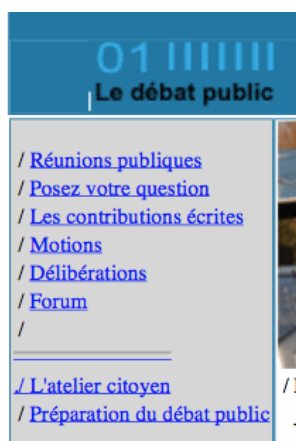 01
Le débat public
/ Réunions publiques
/ Posez votre question
/ Les contributions écrites
/ Motions
/ Délibérations
/ Forum
/
./ L'atelier citoyen
/ Préparation du débat public
/